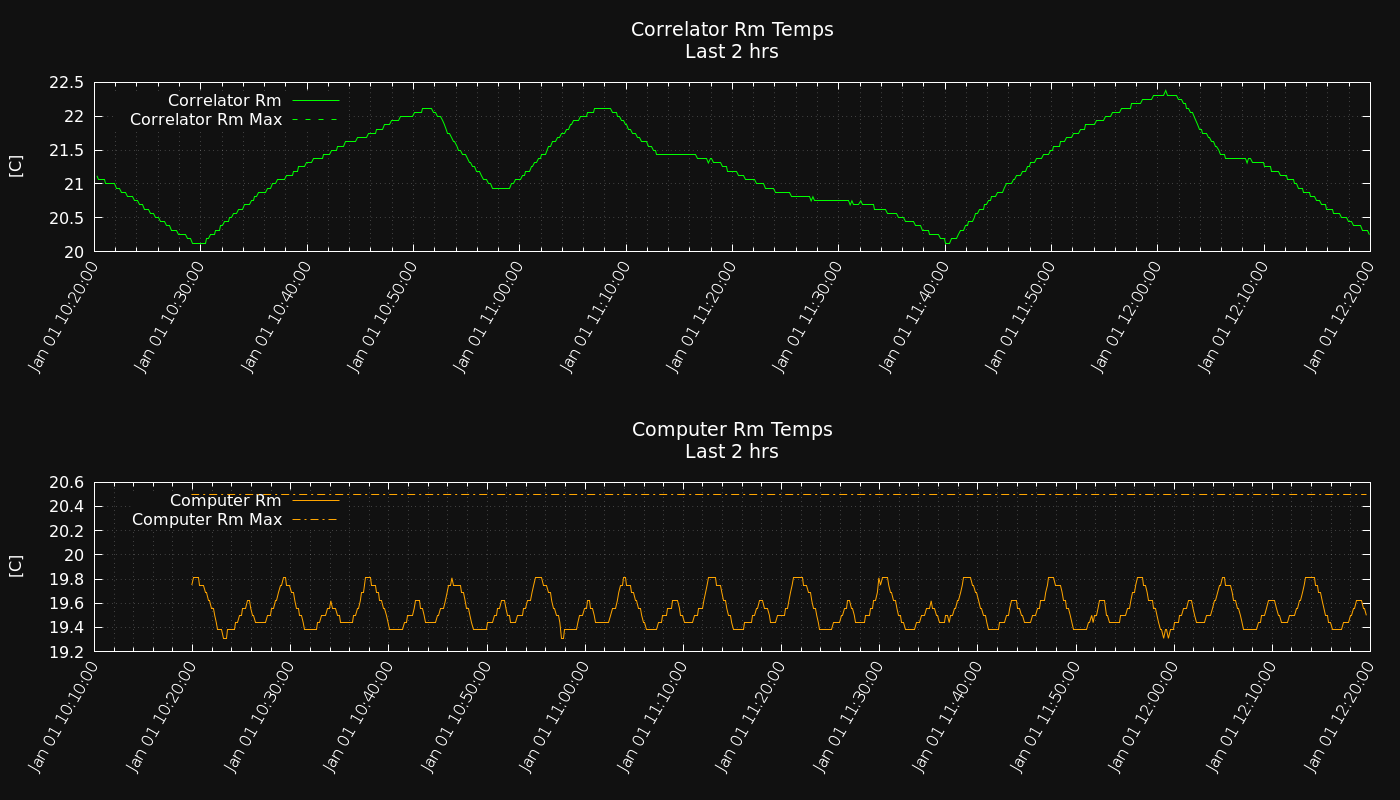 Correlator Rm Temps
Last 2 hrs
22.5
22
21.5
21
20.5
20
[C]
Correlator Rm
Correlator Rm Max
Jan 01 10:20:00
Jan 01 10:30:00
Jan 01 10:40:00
Jan 01 10:50:00
Jan 01 11:00:00
Jan 01 11:10:00
Jan 01 11:20:00
Jan 01 11:30:00
Jan 01 11:40:00
Jan 01 11:50:00
Jan 01 12:00:00
Jan 01 12:10:00
Jan 01 12:20:00
Computer Rm Temps
Last 2 hrs
20.6
20.4
20.2
20
19.8
19.6
19.4
19.2
[C]
Computer Rm
Computer Rm Max
Jan 01 10:10:00
Jan 01 10:20:00
Jan 01 10:30:00
Jan 01 10:40:00
Jan 01 10:50:00
Jan 01 11:00:00
Jan 01 11:10:00
Jan 01 11:20:00
Jan 01 11:30:00
Jan 01 11:40:00
Jan 01 11:50:00
Jan 01 12:00:00
Jan 01 12:10:00
Jan 01 12:20:00